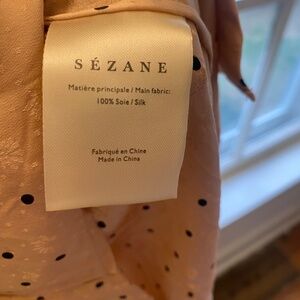 SÉZANE
Matière principale / Main fabric:
100% Soie / Silk
Fabriqué en Chine
Made in China